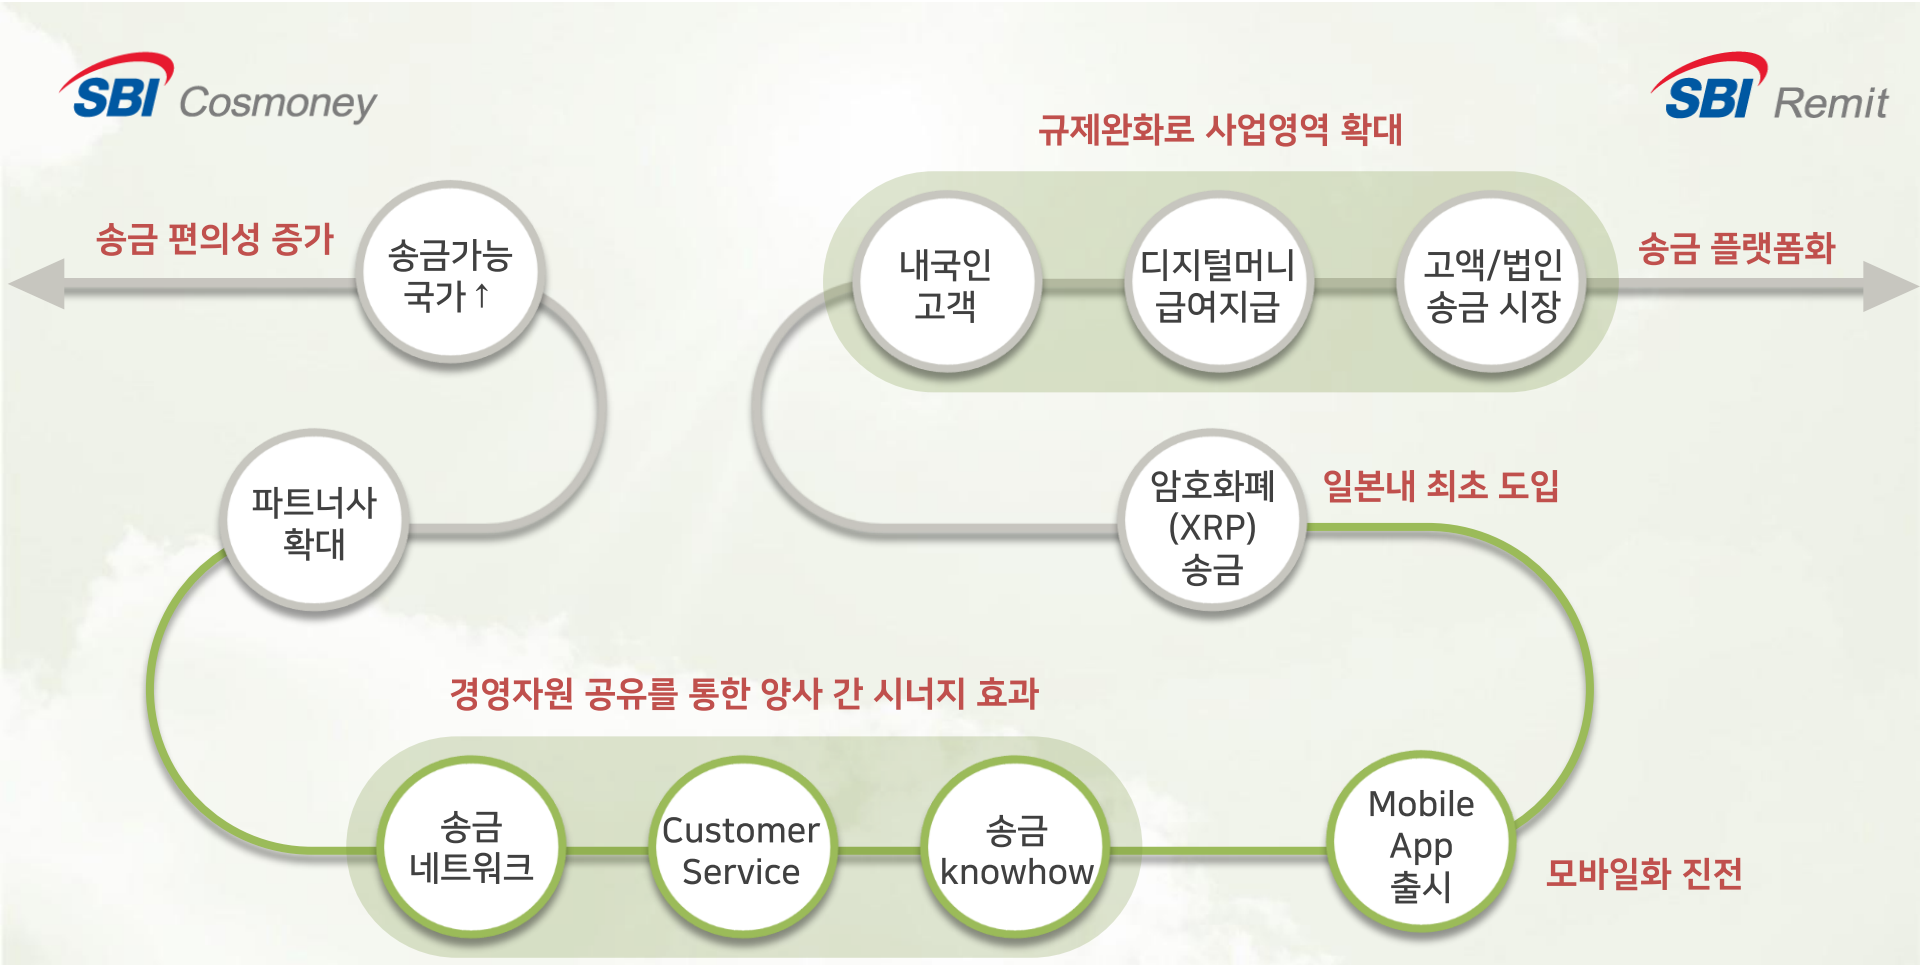 SBI Cosmoney
SBI Remit
규제완화로 사업영역 확대
송금 편의성 증가
송금가능
국가↑
내국인
고객
디지털머니
급여지급
고액/법인
송금 시장
송금 플랫폼화
파트너사
확대
암호화폐
(XRP)
송금
일본내 최초 도입
경영자원 공유를 통한 양사 간 시너지 효과
송금
네트워크
Customer
Service
송금
knowhow
Mobile
App
출시
모바일화 진전